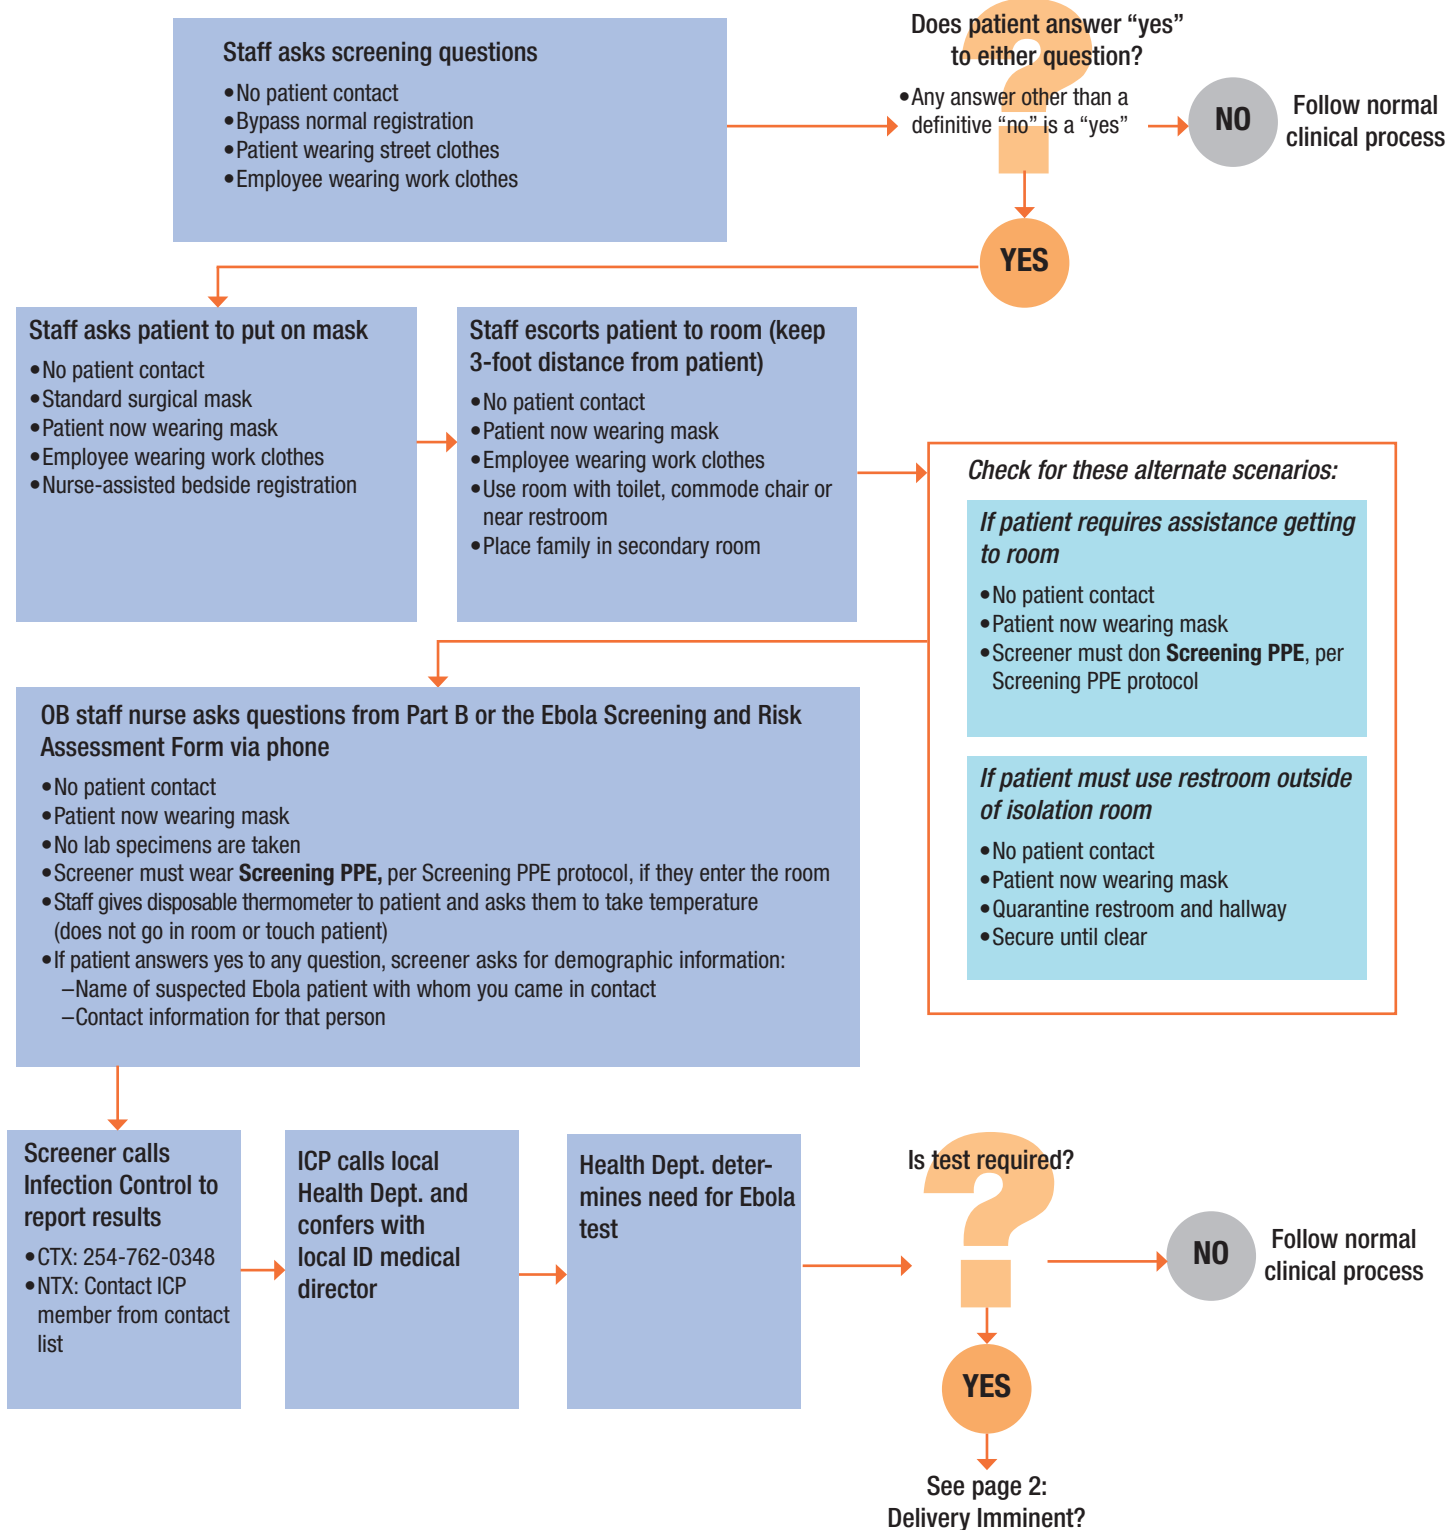 Staff asks screening questions
•No patient contact
•Bypass normal registration
•Patient wearing street clothes
•Employee wearing work clothes
Does patient answer “yes”
to either question?
•Any answer other than a
definitive “no” is a “yes”
?
NO
Follow normal
clinical process
YES
Staff asks patient to put on mask
•No patient contact
•Standard surgical mask
•Patient now wearing mask
•Employee wearing work clothes
•Nurse-assisted bedside registration
Staff escorts patient to room (keep
3-foot distance from patient)
•No patient contact
•Patient now wearing mask
•Employee wearing work clothes
•Use room with toilet, commode chair or
near restroom
•Place family in secondary room
Check for these alternate scenarios:
If patient requires assistance getting
to room
•No patient contact
•Patient now wearing mask
•Screener must don Screening PPE, per
Screening PPE protocol
If patient must use restroom outside
of isolation room
•No patient contact
•Patient now wearing mask
•Quarantine restroom and hallway
•Secure until clear
OB staff nurse asks questions from Part B or the Ebola Screening and Risk
Assessment Form via phone
•No patient contact
•Patient now wearing mask
•No lab specimens are taken
•Screener must wear Screening PPE, per Screening PPE protocol, if they enter the room
•Staff gives disposable thermometer to patient and asks them to take temperature
(does not go in room or touch patient)
•If patient answers yes to any question, screener asks for demographic information:
–Name of suspected Ebola patient with whom you came in contact
–Contact information for that person
Screener calls
Infection Control to
report results
•CTX: 254-762-0348
•NTX: Contact ICP
member from contact
list
ICP calls local
Health Dept. and
confers with
local ID medical
director
Health Dept. deter-
mines need for Ebola
test
Is test required?
?
NO
Follow normal
clinical process
YES
See page 2:
Delivery Imminent?